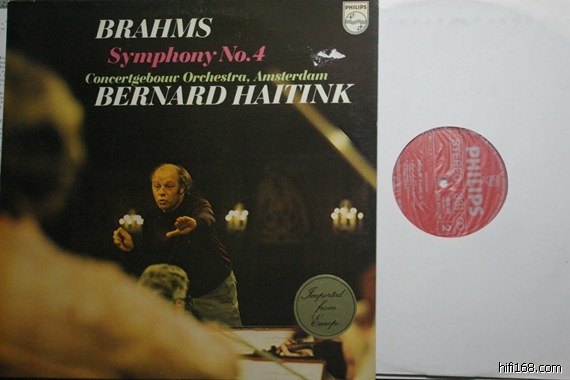 BRAHMS
PHILIPS
Symphony No.4
Concertgebouw Orchestra, Amsterdam
BERNARD HAITINK
Imported
from
Europe
PHILIPS
hifi168.com